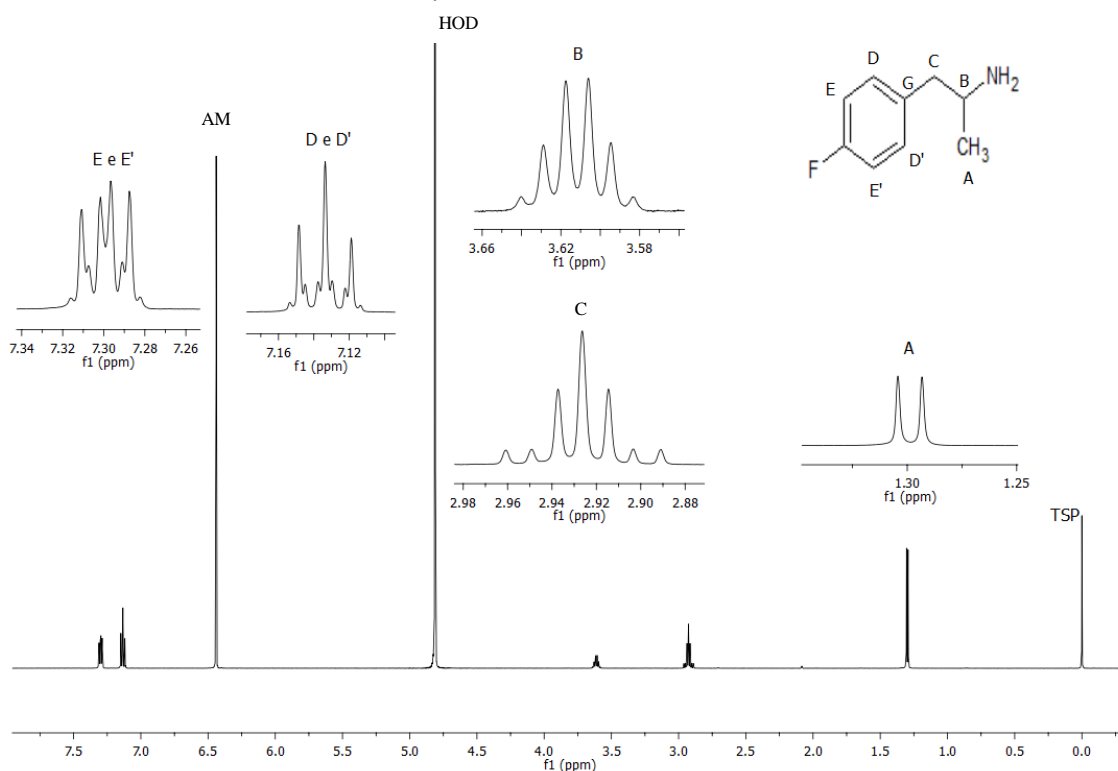 HOD
B
AM
E e E'
D e D'
3.66 3.62 3.58
f1 (ppm)
7.34 7.32 7.30 7.28 7.26
f1 (ppm)
7.16 7.12
f1 (ppm)
D
C
E
G
B
NH2
D'
CH3
F
E'
A
C
2.98 2.96 2.94 2.92 2.90 2.88
f1 (ppm)
A
1.30 1.25
f1 (ppm)
TSP
7.5 7.0 6.5 6.0 5.5 5.0 4.5 4.0 3.5 3.0 2.5 2.0 1.5 1.0 0.5 0.0
f1 (ppm)